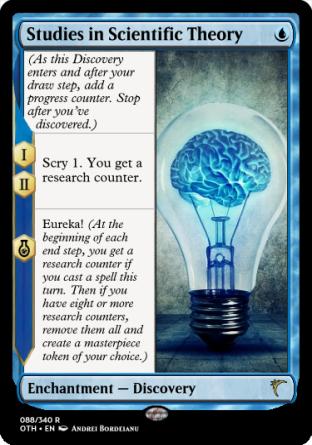 Studies in Scientific Theory
(As this Discovery
enters and after your
draw step, add a
progress counter. Stop
after you've
discovered.)
I
II
Scry 1. You get a
research counter.
Eureka! (At the
beginning of each
end step, you get a
research counter if
you cast a spell this
turn. Then if you
have eight or more
research counters,
remove them all and
create a masterpiece
token of your choice.)
Enchantment — Discovery
088/340 R
OTH • EN Andrei Bordeianu